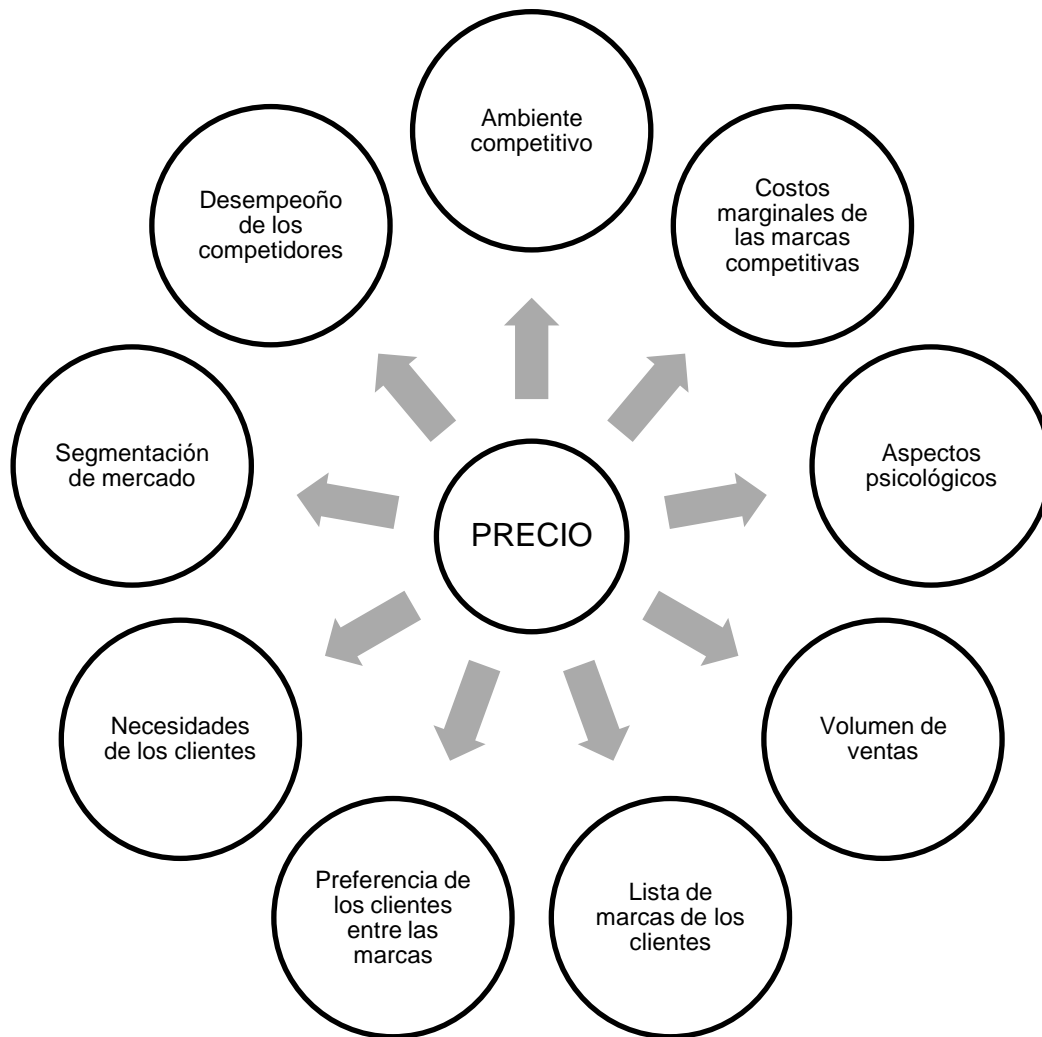 Ambiente
competitivo
Costos
marginales de
las marcas
competitivas
Aspectos
psicológicos
Volumen de
ventas
Lista de
marcas de los
clientes
Preferencia de
los clientes
entre las
marcas
Necesidades
de los clientes
Segmentación
de mercado
Desempeoño
de los
competidores
PRECIO